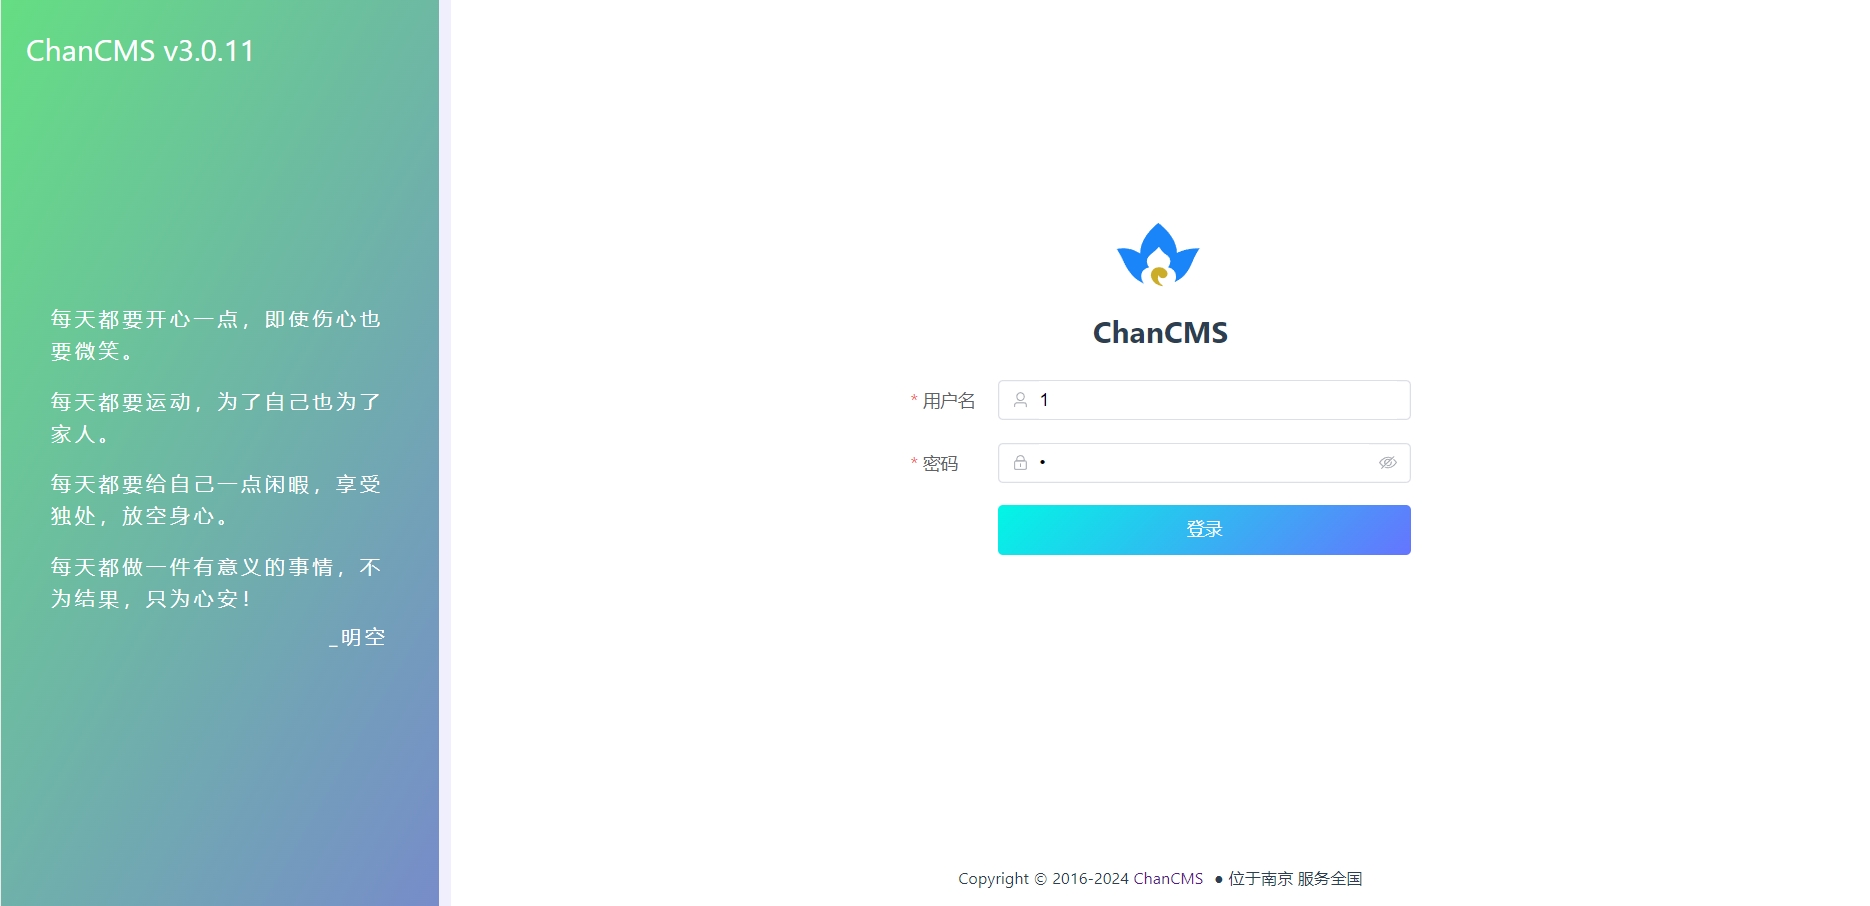 ChanCMS v3.0.11
每天都要开心一点，即使伤心也
要微笑。
每天都要运动，为了自己也为了
家人。
每天都要给自己一点闲暇，享受
独处，放空身心。
每天都做一件有意义的事情，不
为结果，只为心安！
_明空
ChanCMS
* 用户名 1
* 密码 •
登录
Copyright © 2016-2024 ChanCMS ● 位于南京 服务全国